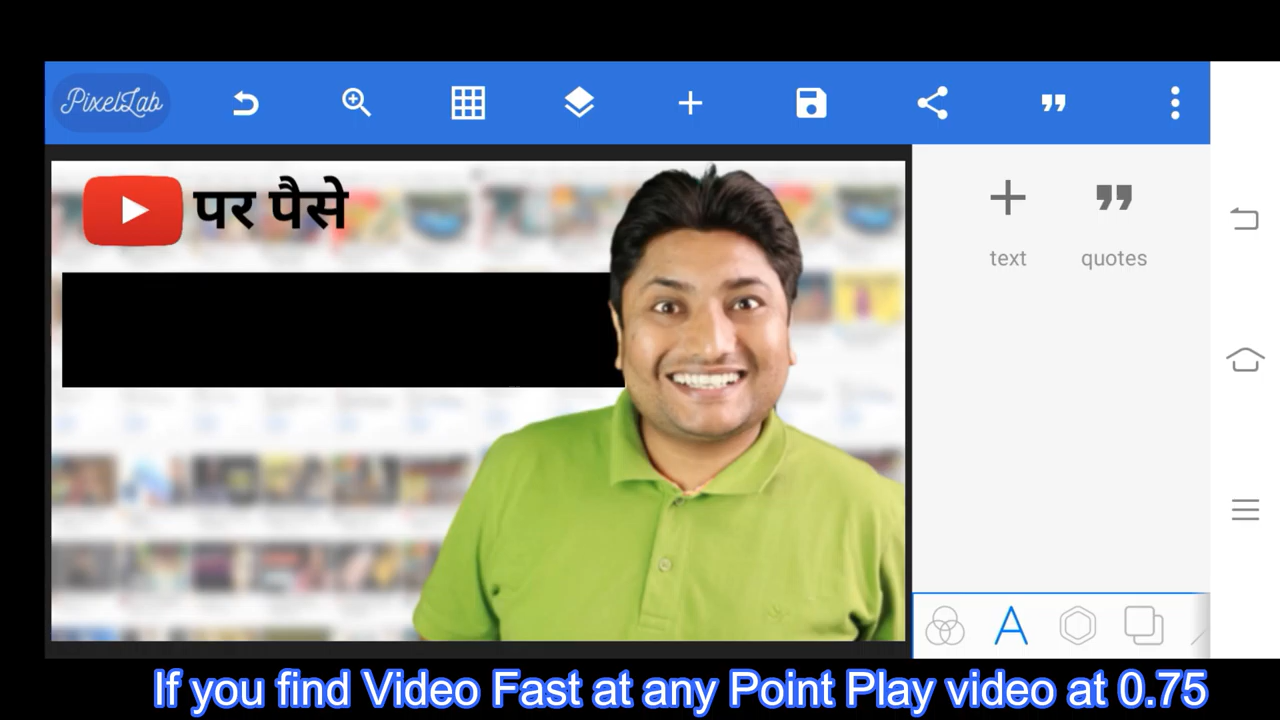 PixelLab
पर पैसे
text quotes
If you find Video Fast at any Point Play video at 0.75